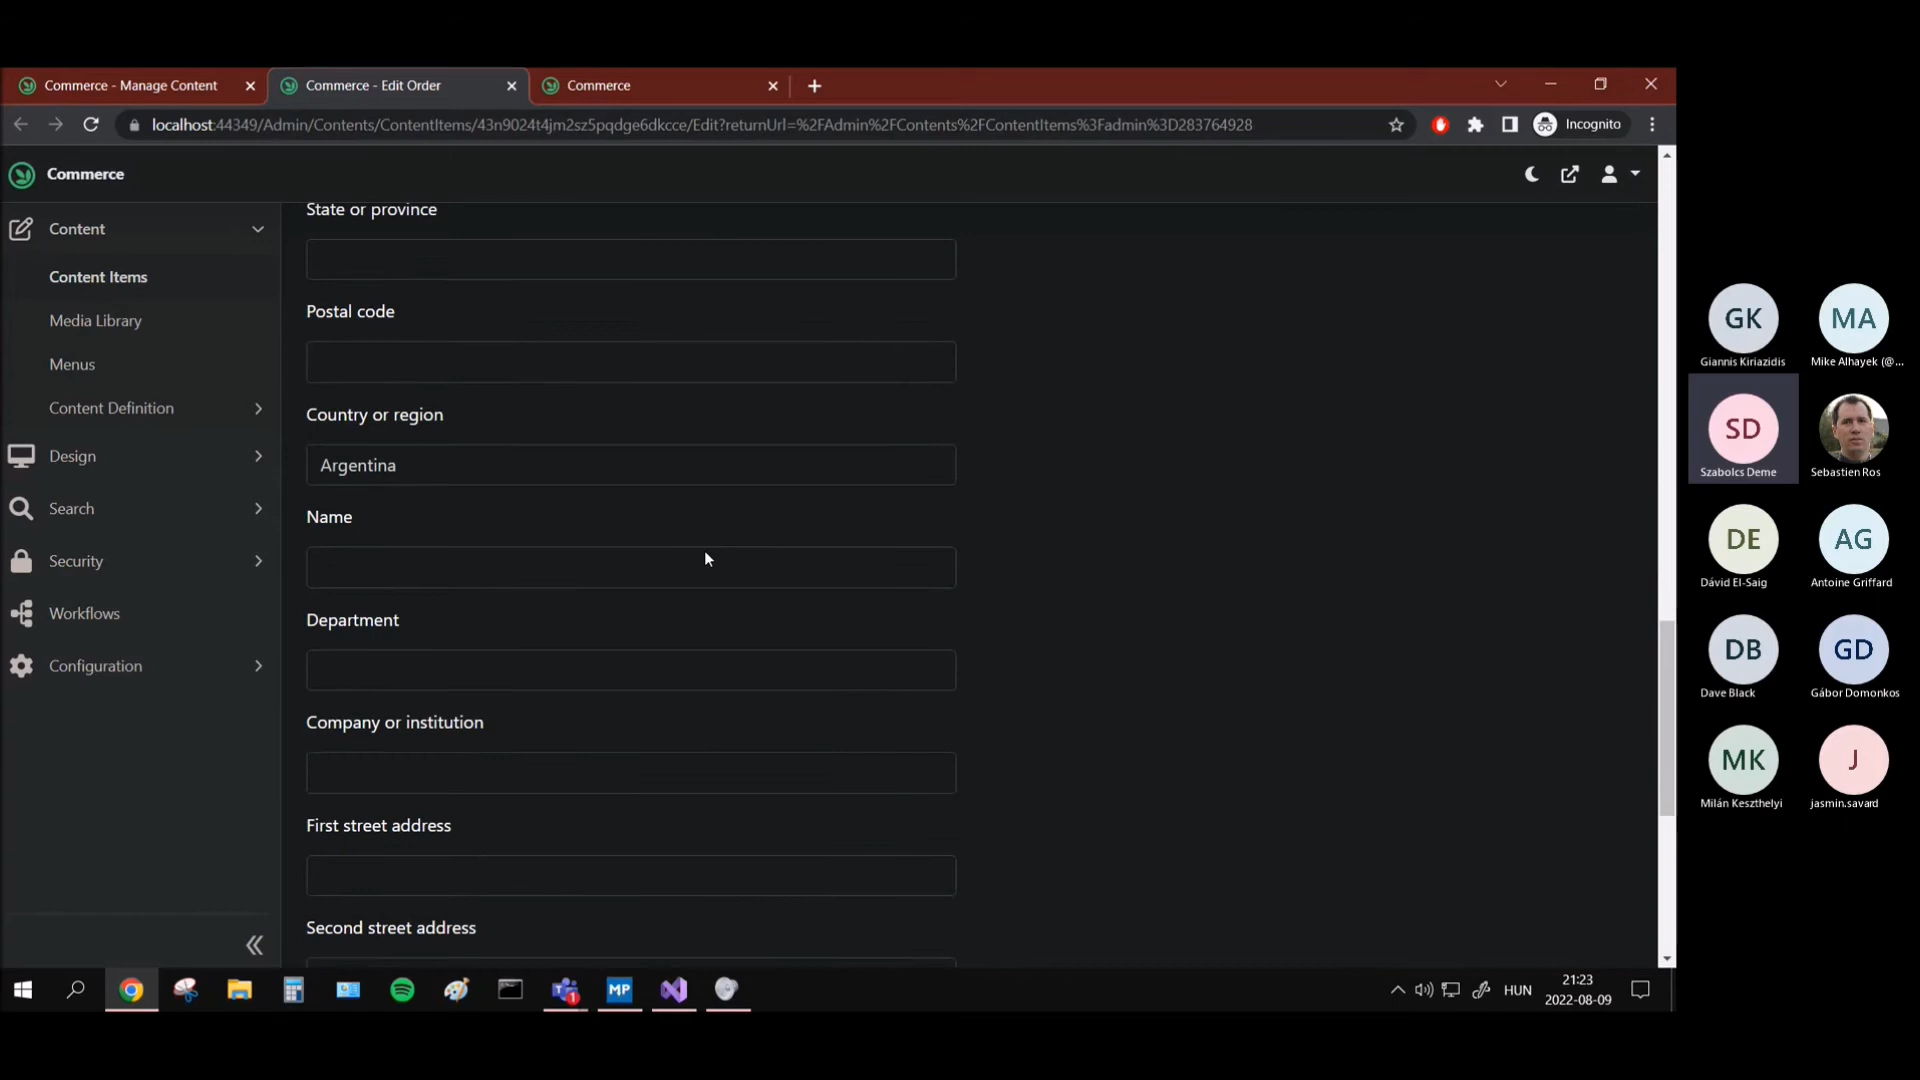 Commerce - Manage Content
Commerce - Edit Order
Commerce
localhost:44349/Admin/Contents/ContentItems/43n9024t4jm2sz5pqdge6dkcce/Edit?returnUrl=%2FAdmin%2FContents%2FContentItems%3Fadmin%3D283764928
Incognito
Commerce
Content
Content Items
Media Library
Menus
Content Definition
Design
Search
Security
Workflows
Configuration
State or province
Postal code
Country or region
Argentina
Name
Department
Company or institution
First street address
Second street address
GK
Giannis Kiriazidis
MA
Mike Alhayek (@...
SD
Szabolcs Deme
Sebastien Ros
DE
Dávid El-Saig
AG
Antoine Griffard
DB
Dave Black
GD
Gábor Domonkos
MK
Milán Keszthelyi
J
jasmin.savard
T
1
MP
HUN
21:23
2022-08-09